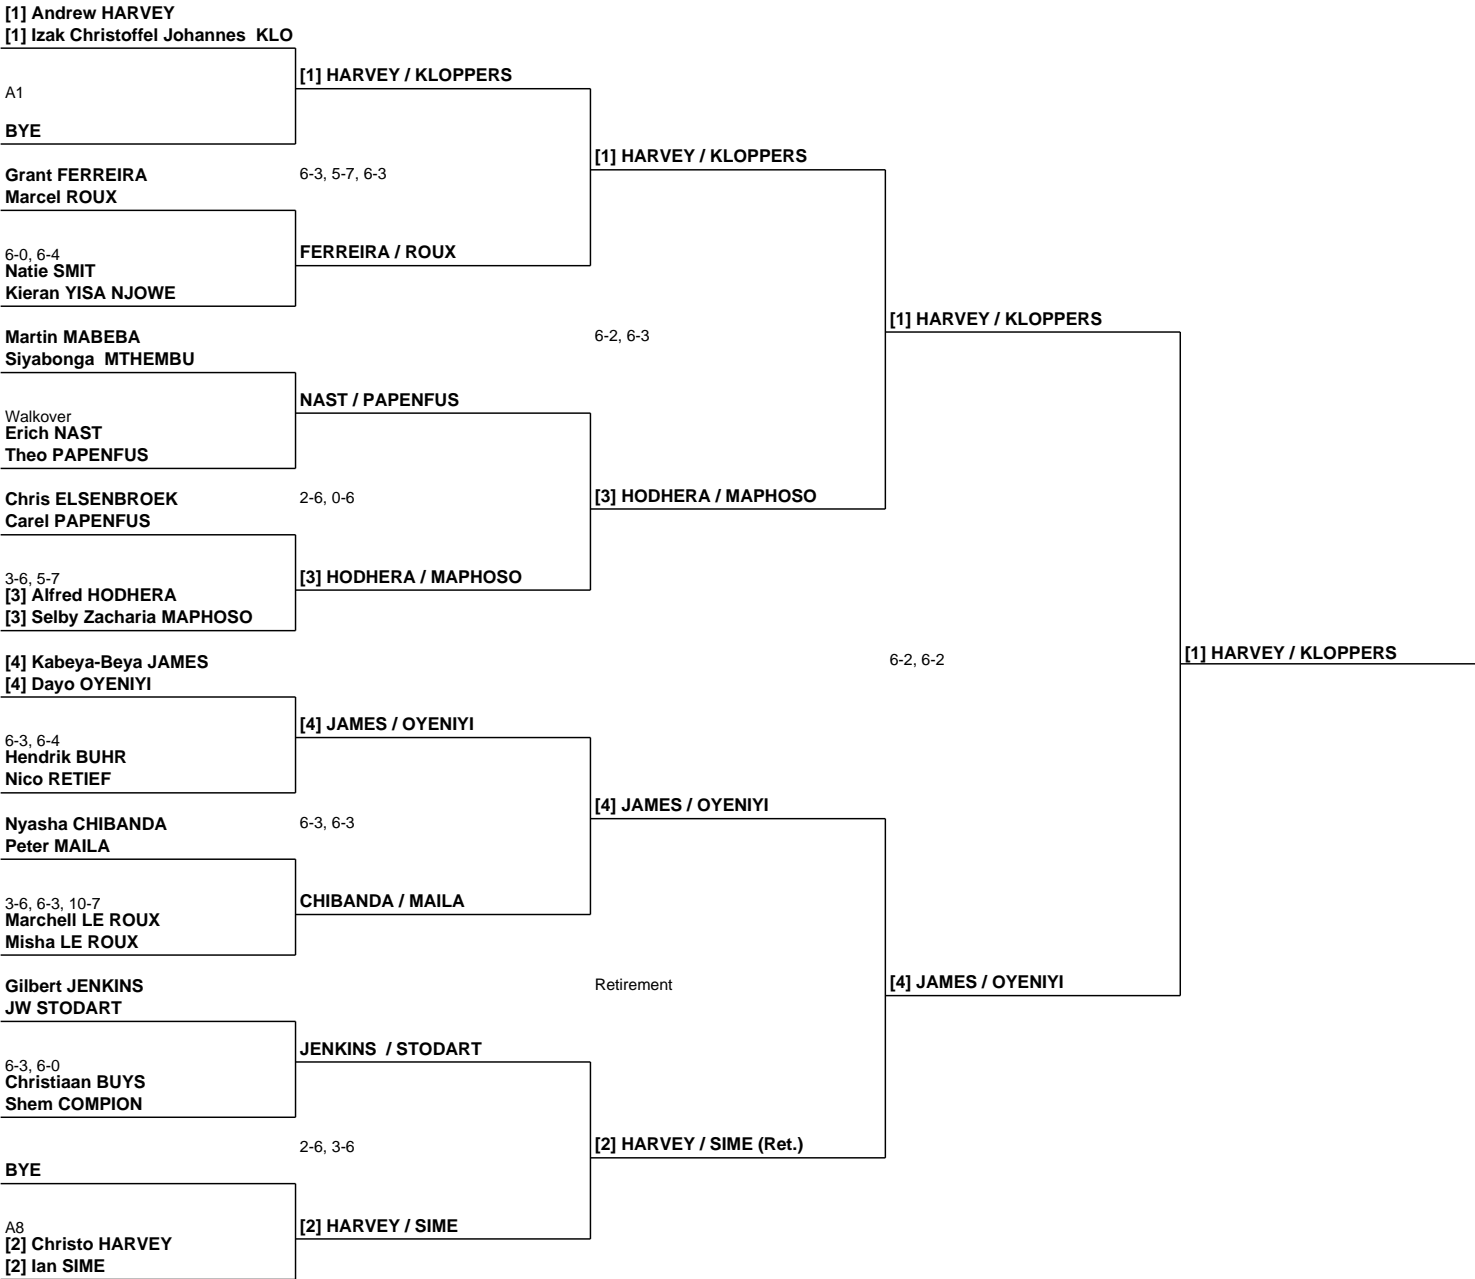 [1] Andrew HARVEY
[1] Izak Christoffel Johannes  KLO
[1] HARVEY / KLOPPERS
A1
BYE
[1] HARVEY / KLOPPERS
Grant FERREIRA
6-3, 5-7, 6-3
Marcel ROUX
6-0, 6-4
FERREIRA / ROUX
Natie SMIT
Kieran YISA NJOWE
[1] HARVEY / KLOPPERS
Martin MABEBA
6-2, 6-3
Siyabonga  MTHEMBU
NAST / PAPENFUS
Walkover
Erich NAST
Theo PAPENFUS
Chris ELSENBROEK
2-6, 0-6
[3] HODHERA / MAPHOSO
Carel PAPENFUS
3-6, 5-7
[3] HODHERA / MAPHOSO
[3] Alfred HODHERA
[3] Selby Zacharia MAPHOSO
[4] Kabeya-Beya JAMES
6-2, 6-2
[1] HARVEY / KLOPPERS
[4] Dayo OYENIYI
[4] JAMES / OYENIYI
6-3, 6-4
Hendrik BUHR
Nico RETIEF
[4] JAMES / OYENIYI
Nyasha CHIBANDA
6-3, 6-3
Peter MAILA
3-6, 6-3, 10-7
CHIBANDA / MAILA
Marchell LE ROUX
Misha LE ROUX
Gilbert JENKINS
Retirement
[4] JAMES / OYENIYI
JW STODART
JENKINS  / STODART
6-3, 6-0
Christiaan BUYS
Shem COMPION
2-6, 3-6
[2] HARVEY / SIME (Ret.)
BYE
A8
[2] HARVEY / SIME
[2] Christo HARVEY
[2] Ian SIME